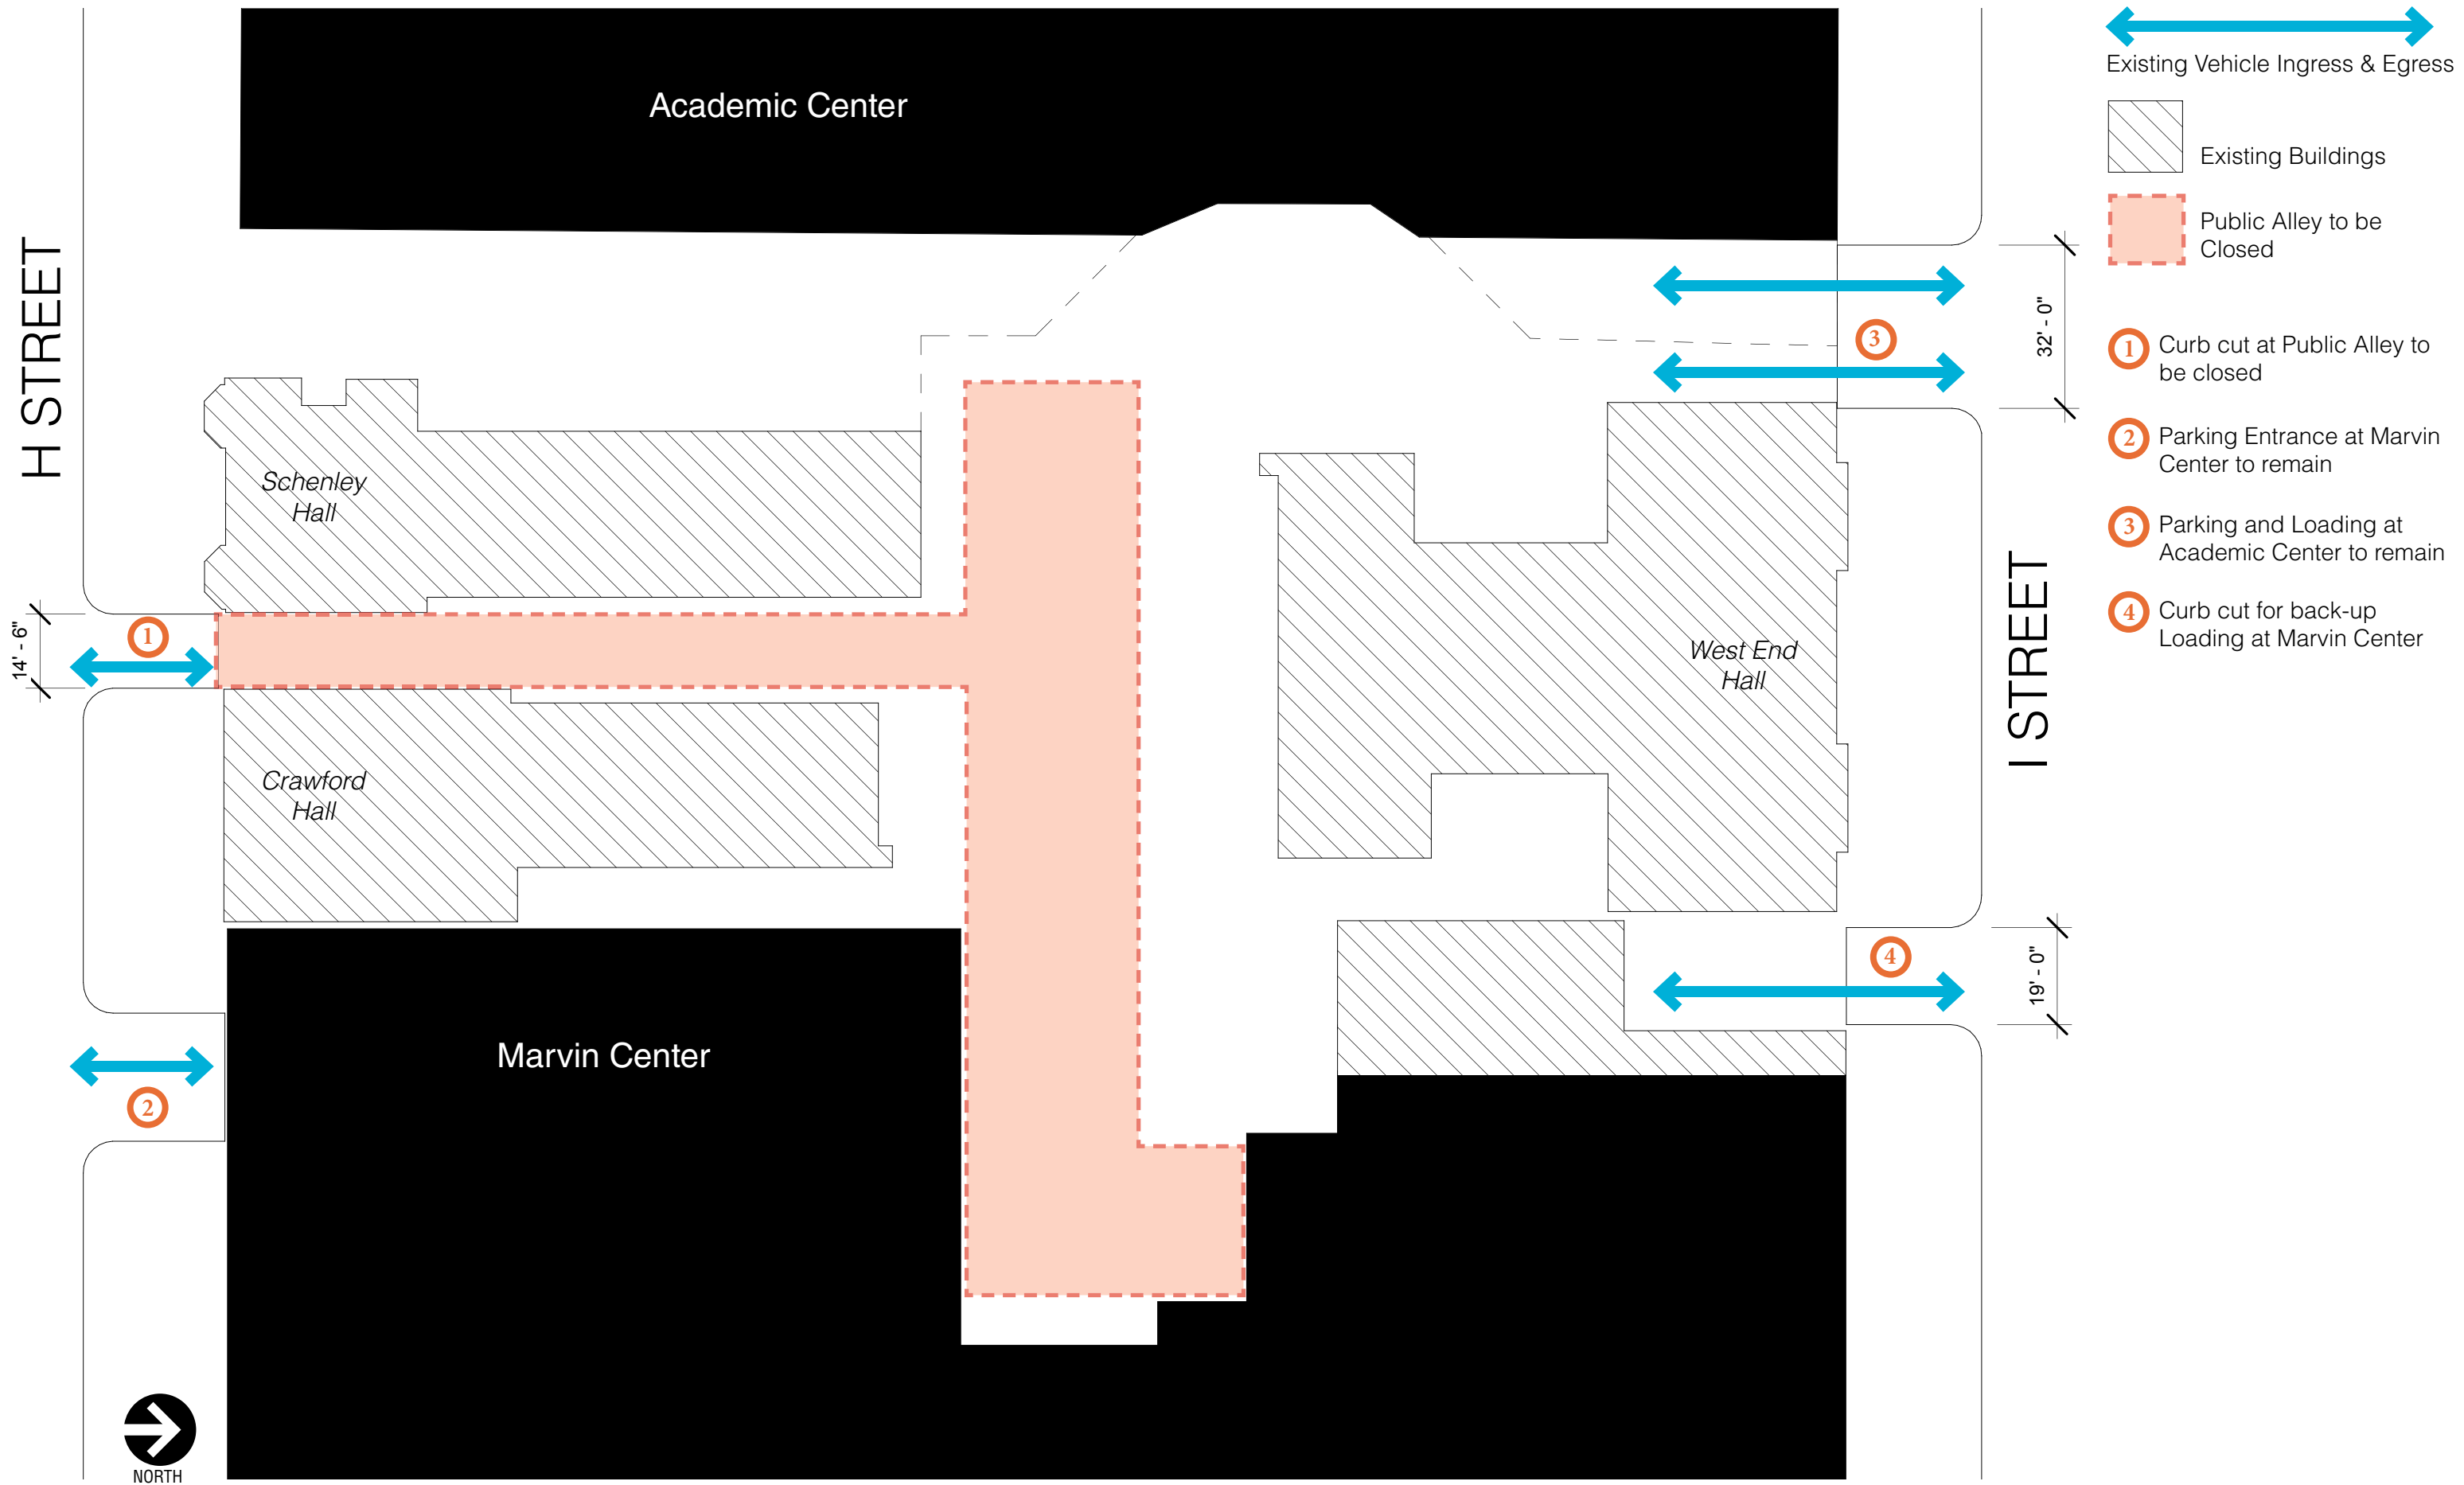 Academic Center
H STREET
Schenley
Hall
14' - 6"
1
Crawford
Hall
Marvin Center
2
NORTH
3
32' - 0"
West End
Hall
I STREET
4
19' - 0"
Existing Vehicle Ingress & Egress
Existing Buildings
Public Alley to be
Closed
1 Curb cut at Public Alley to
be closed
2 Parking Entrance at Marvin
Center to remain
3 Parking and Loading at
Academic Center to remain
4 Curb cut for back-up
Loading at Marvin Center